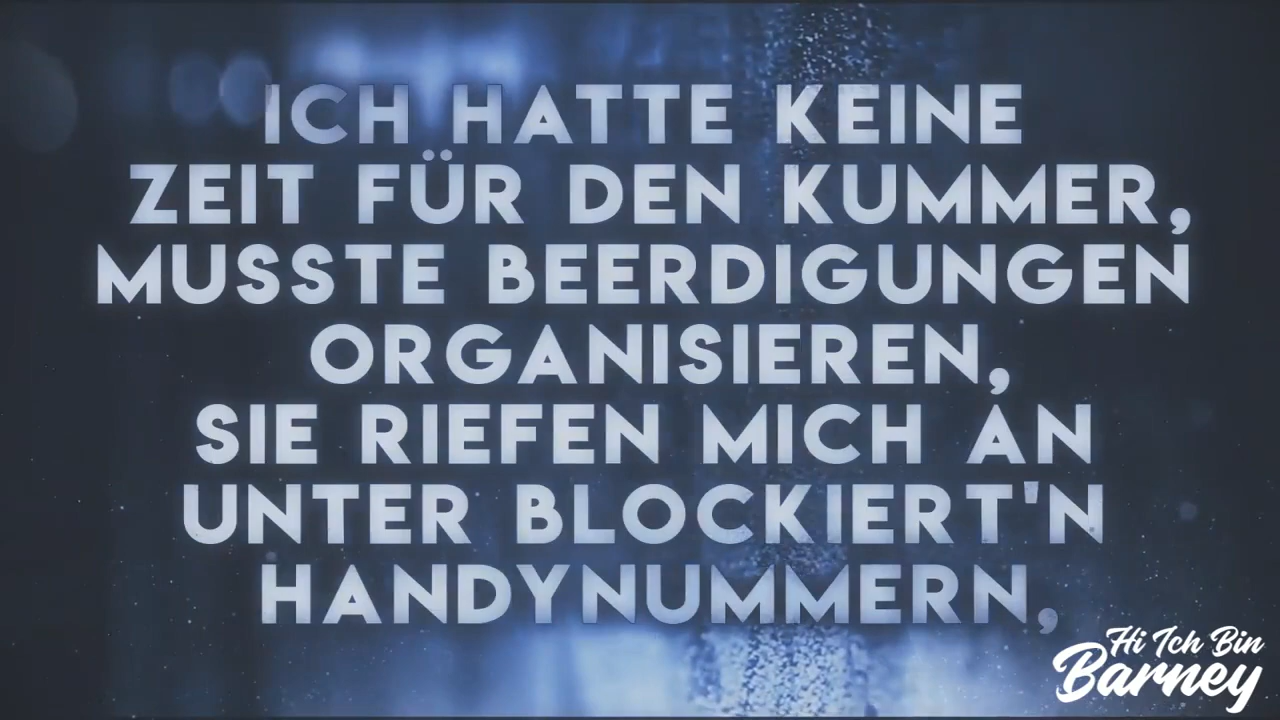 ICH HATTE KEINE
ZEIT FÜR DEN KUMMER,
MUSSTE BEERDIGUNGEN
ORGANISIEREN,
SIE RIEFEN MICH AN
UNTER BLOCKIERT'N
HANDYNUMMERN,
Hi Ich Bin
Barney